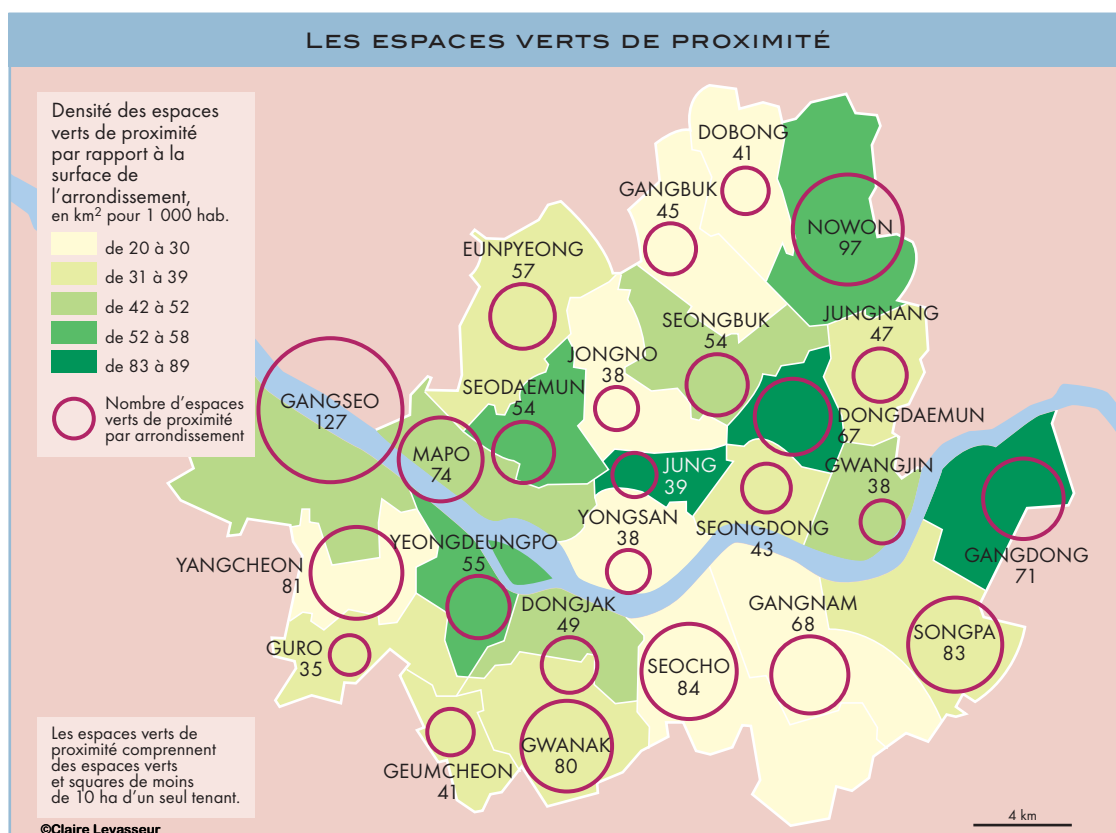 LES ESPACES VERTS DE PROXIMITÉ
Densité des espaces
verts de proximité
par rapport à la
surface de
l'arrondissement,
en km² pour 1 000 hab.
de 20 à 30
de 31 à 39
de 42 à 52
de 52 à 58
de 83 à 89
Nombre d'espaces
verts de proximité
par arrondissement
DOBONG
41
GANGBUK
45
NOWON
97
EUNPYEONG
57
SEONGBUK
54
JUNGNANG
47
JONGNO
38
SEODAEMUN
54
GANGSEO
127
DONGDAEMUN
67
MAPO
74
JUNG
39
GWANGJIN
38
YONGSAN
38
SEONGDONG
43
GANGDONG
71
YEONGDEUNGPO
55
YANGCHEON
81
DONGJAK
49
GANGNAM
68
SONGPA
83
GURO
35
SEOCHO
84
GWANAK
80
GEUMCHEON
41
Les espaces verts de
proximité comprennent
des espaces verts
et squares de moins
de 10 ha d'un seul tenant.
4 km
©Claire Levasseur